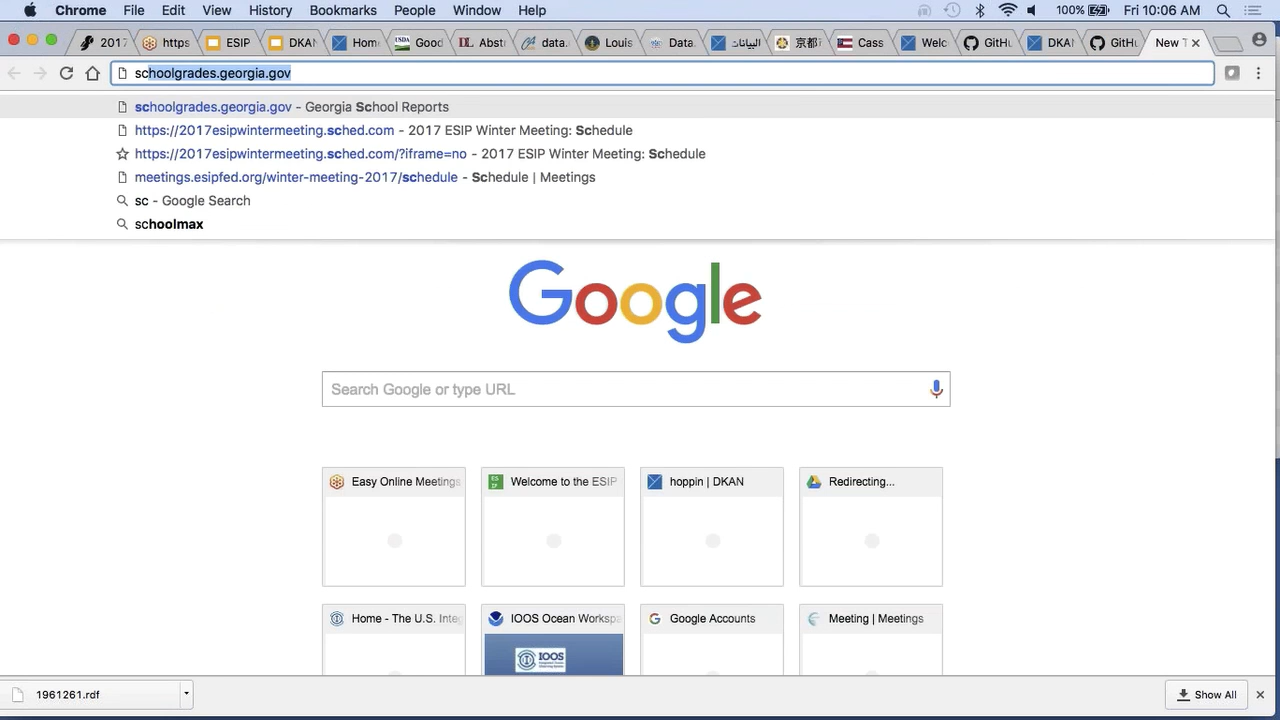 Chrome File Edit View History Bookmarks People Window Help 100% Fri 10:06 AM
2017 https ESIP DKAN Home Good Abstr data. Louis Data. البيانات 京都 Cass Welc GitHu DKAN GitHu New T
schoolgrades.georgia.gov
schoolgrades.georgia.gov - Georgia School Reports
https://2017esipwintermeeting.sched.com - 2017 ESIP Winter Meeting: Schedule
https://2017esipwintermeeting.sched.com/?iframe=no - 2017 ESIP Winter Meeting: Schedule
meetings.esipfed.org/winter-meeting-2017/schedule - Schedule | Meetings
sc - Google Search
schoolmax
Google
Search Google or type URL
Easy Online Meetings Welcome to the ESIP hoppin | DKAN Redirecting...
Home - The U.S. Integ IOOS Ocean Workspa Google Accounts Meeting | Meetings
IOOS
1961261.rdf Show All